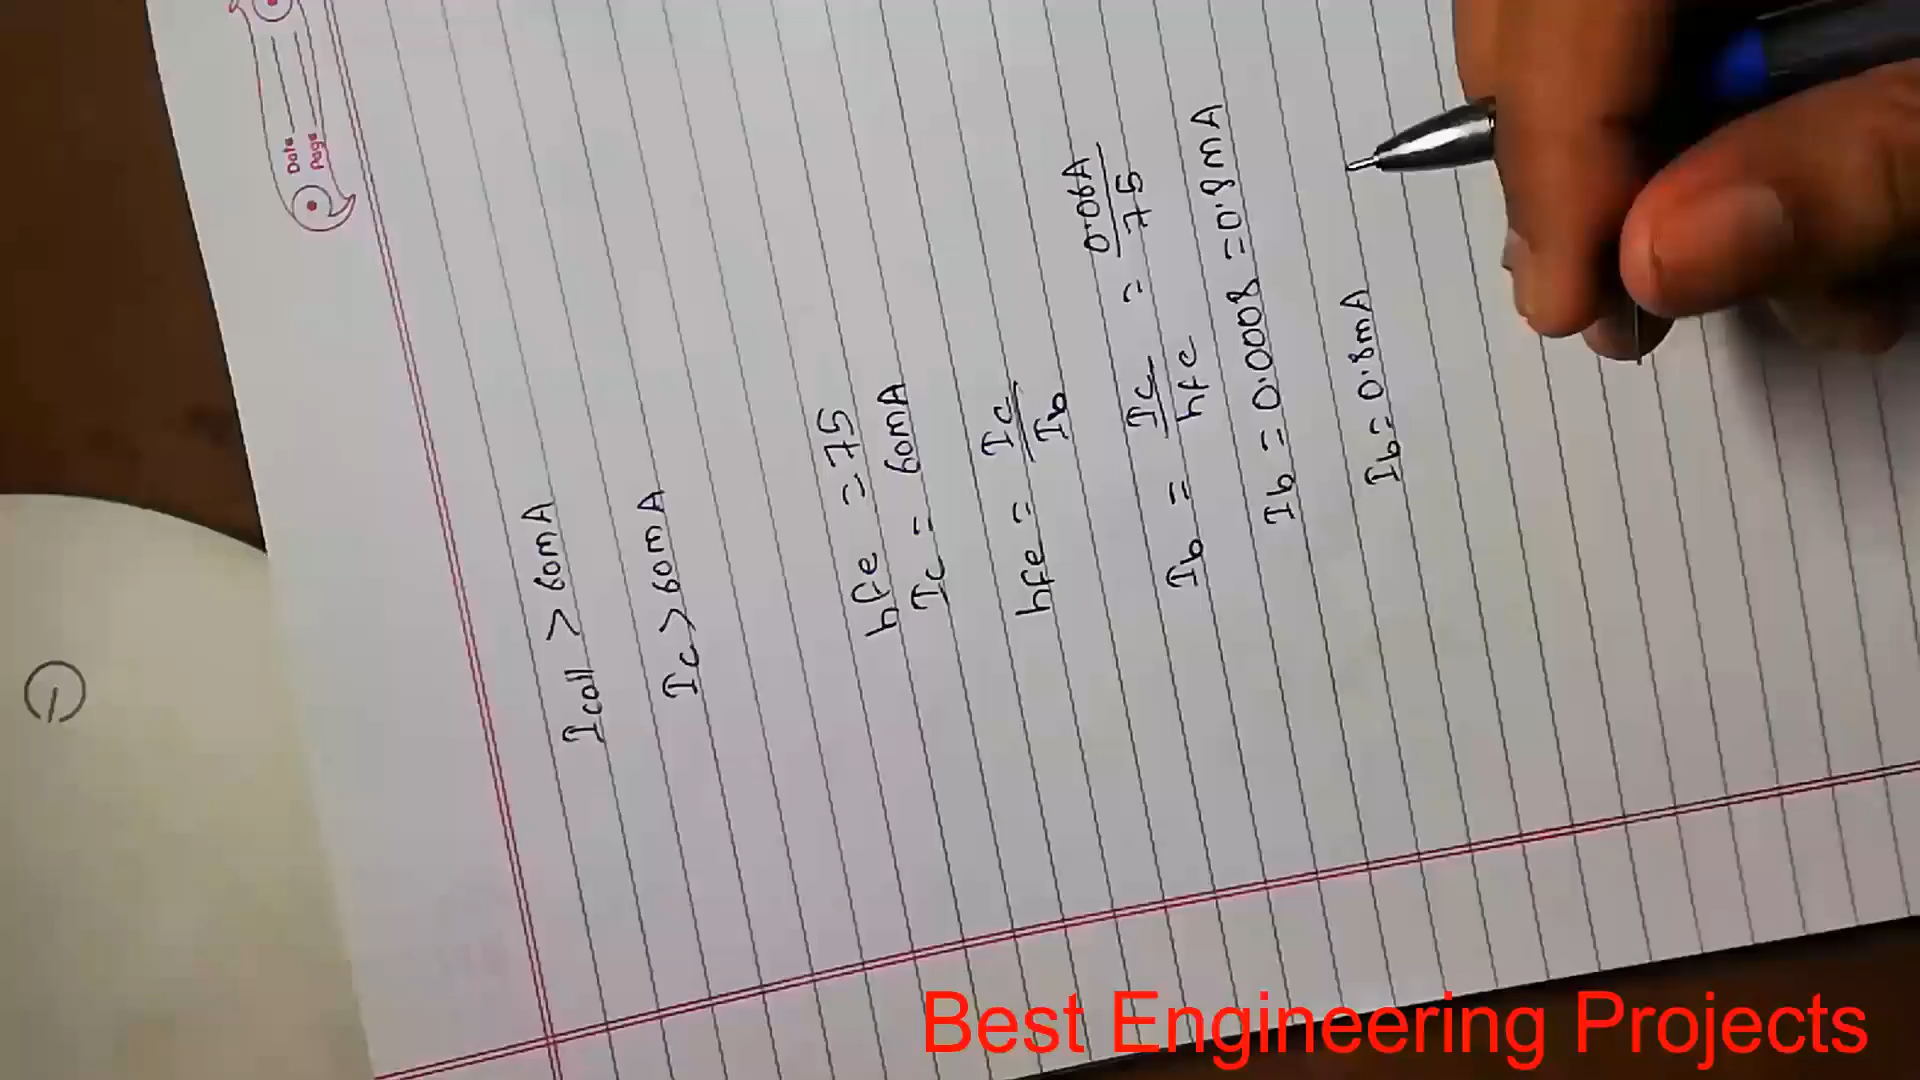 Date
Page
Icoil > 60mA
Ic > 60mA
hfe = 75
Ic = 60mA
hfe = Ic/Ib
Ib = Ic/hfe = 0.06A/75
Ib = 0.0008 = 0.8mA
Ib = 0.8mA
Best Engineering Projects